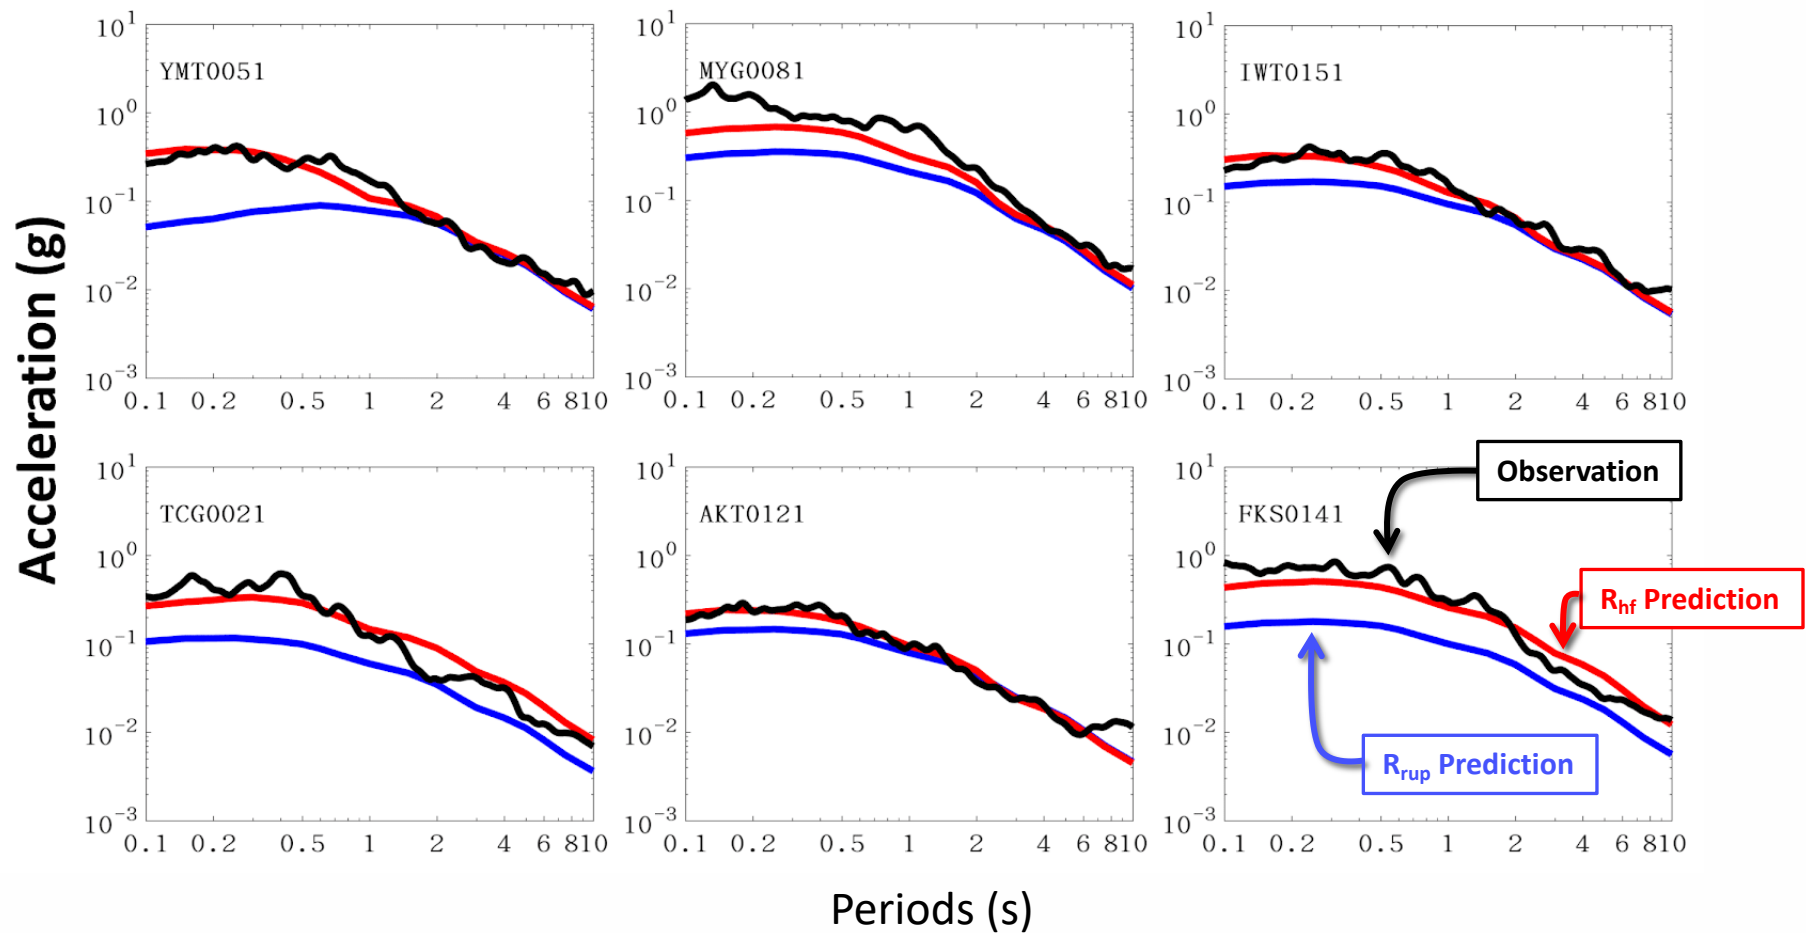 Acceleration (g)
YMT0051
10^1
10^0
10^-1
10^-2
10^-3
0.1 0.2 0.5 1 2 4 6 810
MYG0081
10^1
10^0
10^-1
10^-2
10^-3
0.1 0.2 0.5 1 2 4 6 810
IWT0151
10^1
10^0
10^-1
10^-2
10^-3
0.1 0.2 0.5 1 2 4 6 810
TCG0021
10^1
10^0
10^-1
10^-2
10^-3
0.1 0.2 0.5 1 2 4 6 810
AKT0121
10^1
10^0
10^-1
10^-2
10^-3
0.1 0.2 0.5 1 2 4 6 810
FKS0141
10^1
10^0
10^-1
10^-2
10^-3
0.1 0.2 0.5 1 2 4 6 810
Observation
R_hf Prediction
R_rup Prediction
Periods (s)